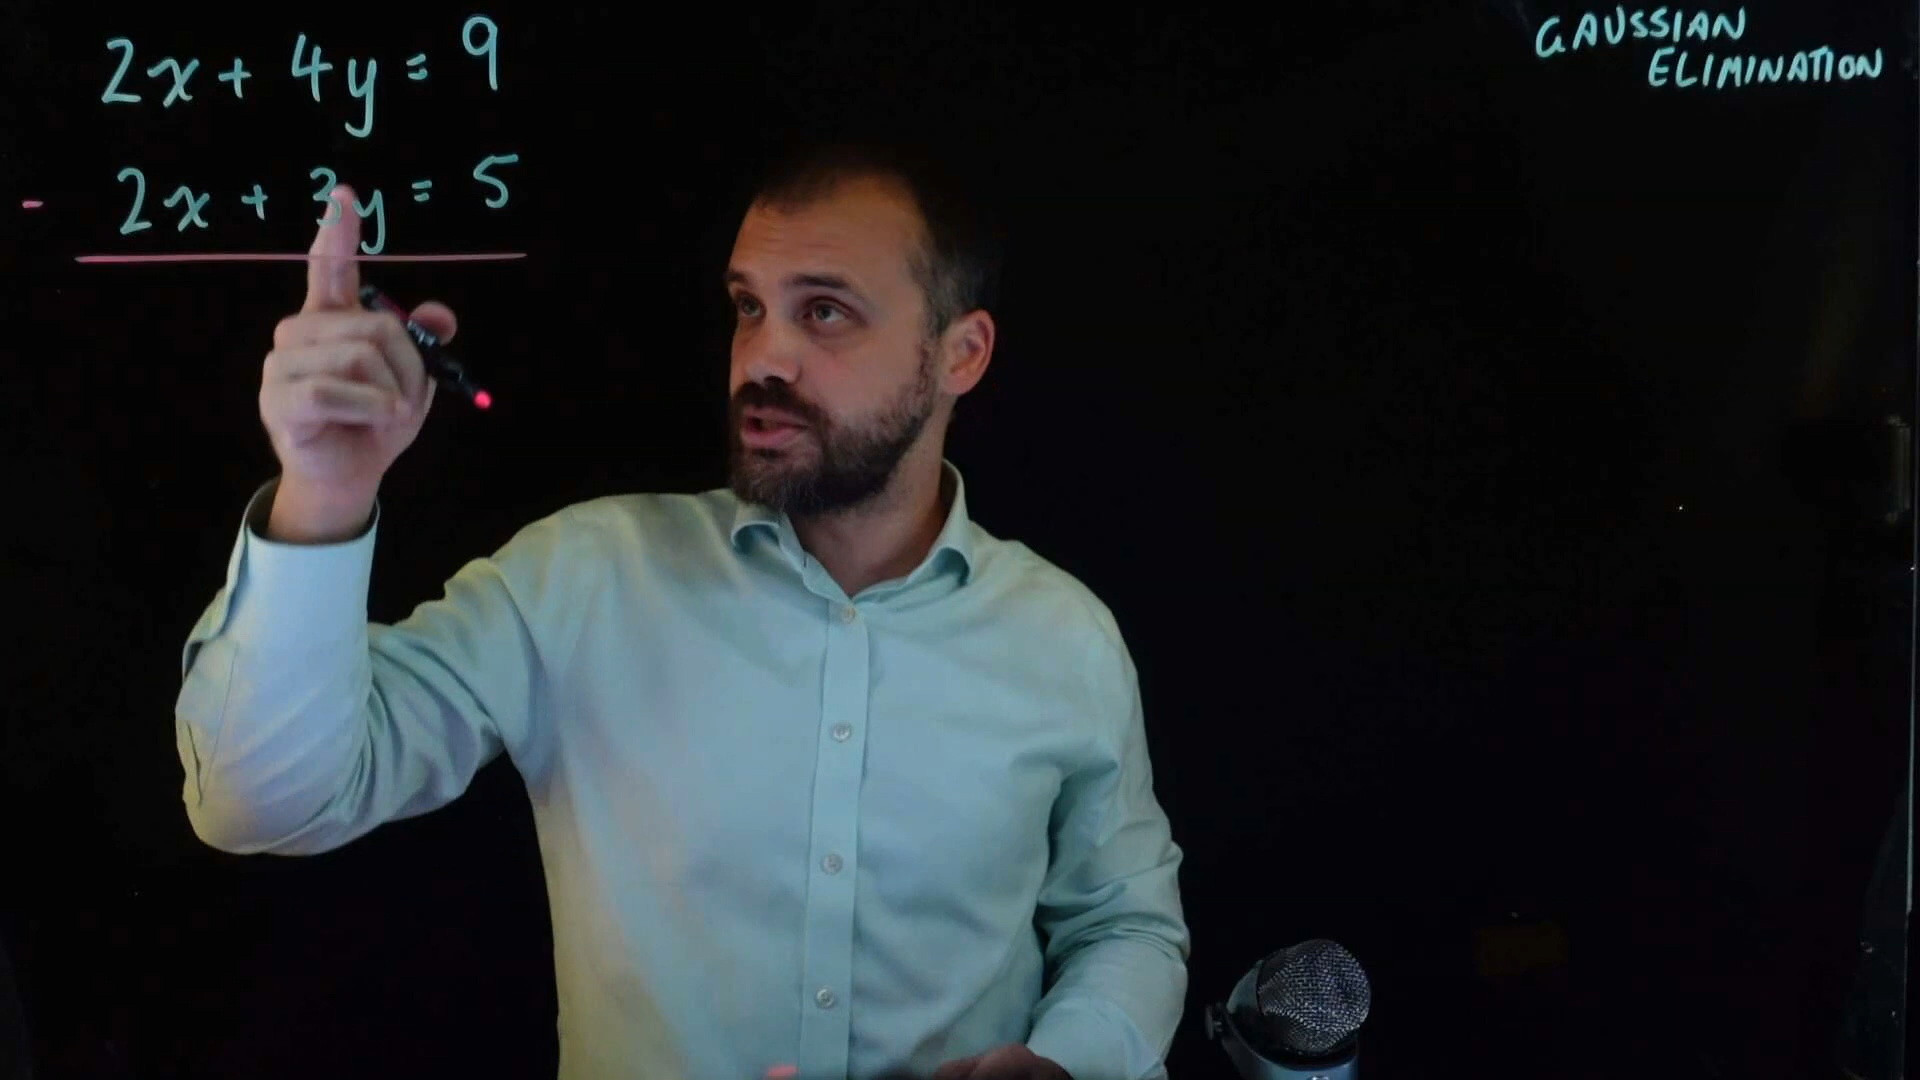 2x + 4y = 9
- 2x + 3y = 5
GAUSSIAN
ELIMINATION